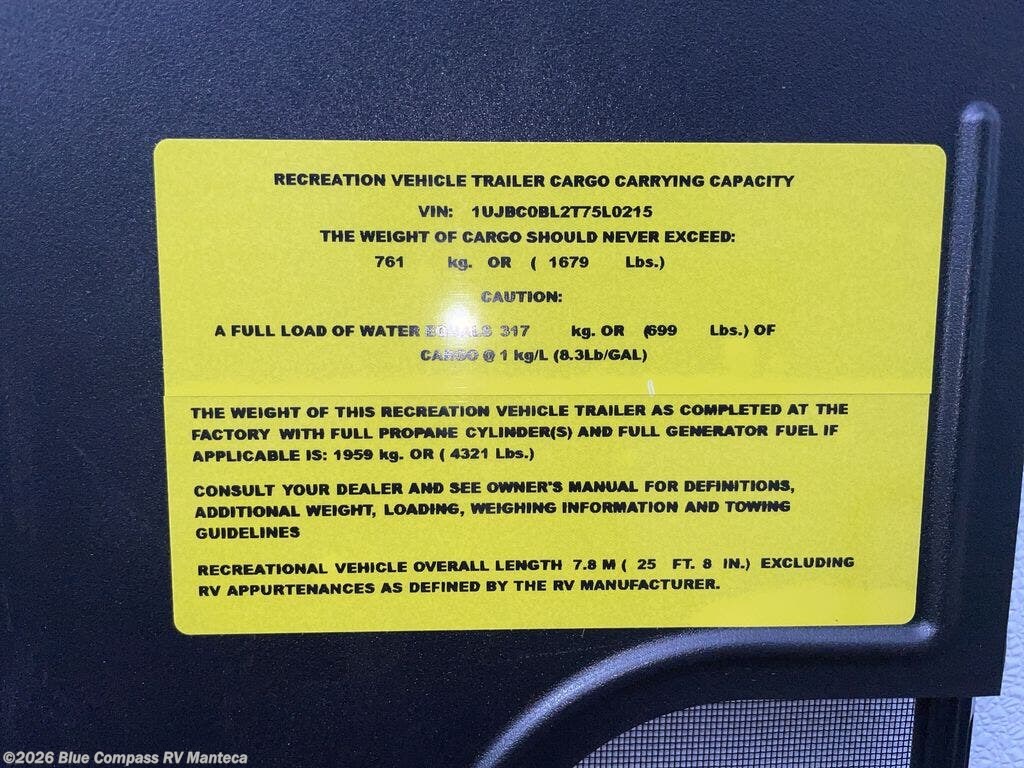 RECREATION VEHICLE TRAILER CARGO CARRYING CAPACITY
VIN: 1UJBC0BL2T75L0215
THE WEIGHT OF CARGO SHOULD NEVER EXCEED:
761 kg. OR ( 1679 Lbs.)
CAUTION:
A FULL LOAD OF WATER EQUALS 317 kg. OR (699 Lbs.) OF
CARGO @ 1 kg/L (8.3Lb/GAL)
THE WEIGHT OF THIS RECREATION VEHICLE TRAILER AS COMPLETED AT THE
FACTORY WITH FULL PROPANE CYLINDER(S) AND FULL GENERATOR FUEL IF
APPLICABLE IS: 1959 kg. OR ( 4321 Lbs.)
CONSULT YOUR DEALER AND SEE OWNER'S MANUAL FOR DEFINITIONS,
ADDITIONAL WEIGHT, LOADING, WEIGHING INFORMATION AND TOWING
GUIDELINES
RECREATIONAL VEHICLE OVERALL LENGTH 7.8 M ( 25 FT. 8 IN.) EXCLUDING
RV APPURTENANCES AS DEFINED BY THE RV MANUFACTURER.
©2026 Blue Compass RV Manteca